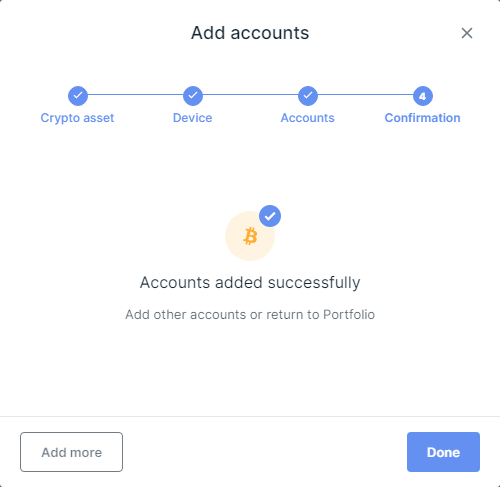 Add accounts
Crypto asset
Device
Accounts
4
Confirmation
Accounts added successfully
Add other accounts or return to Portfolio
Add more
Done